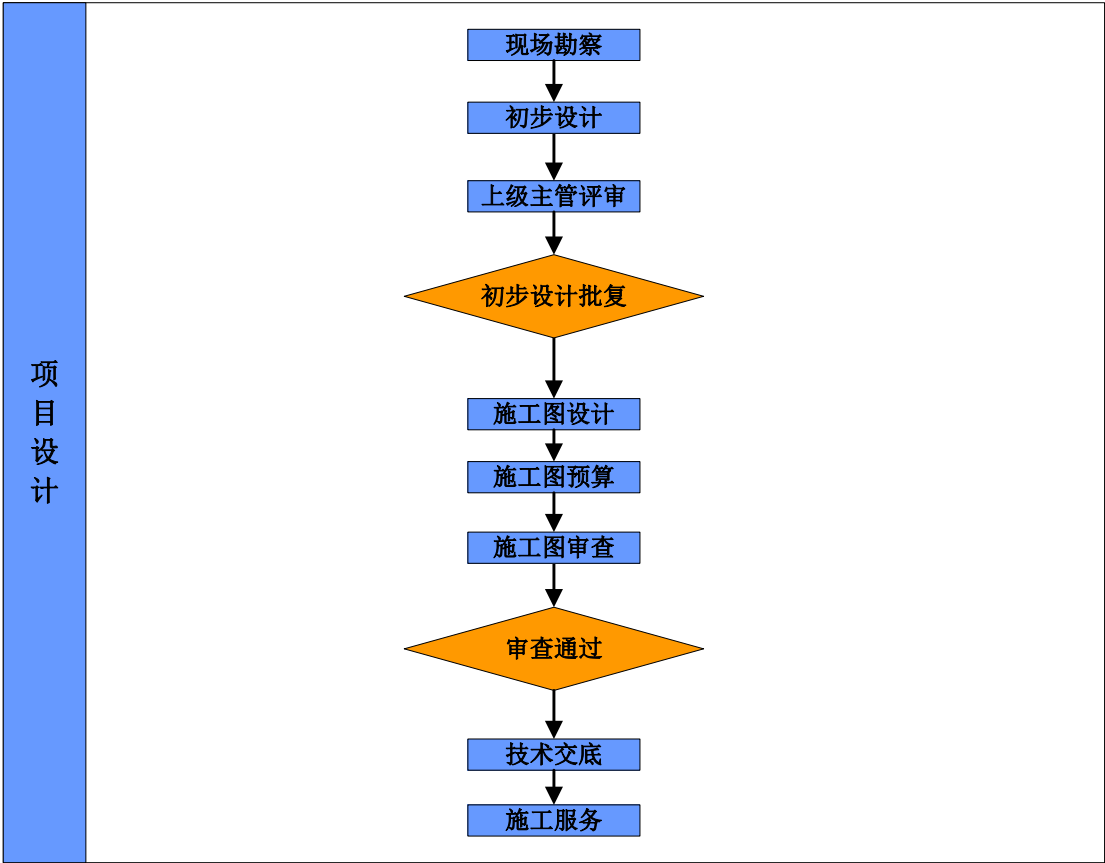 项
目
设
计
现场勘察
初步设计
上级主管评审
初步设计批复
施工图设计
施工图预算
施工图审查
审查通过
技术交底
施工服务